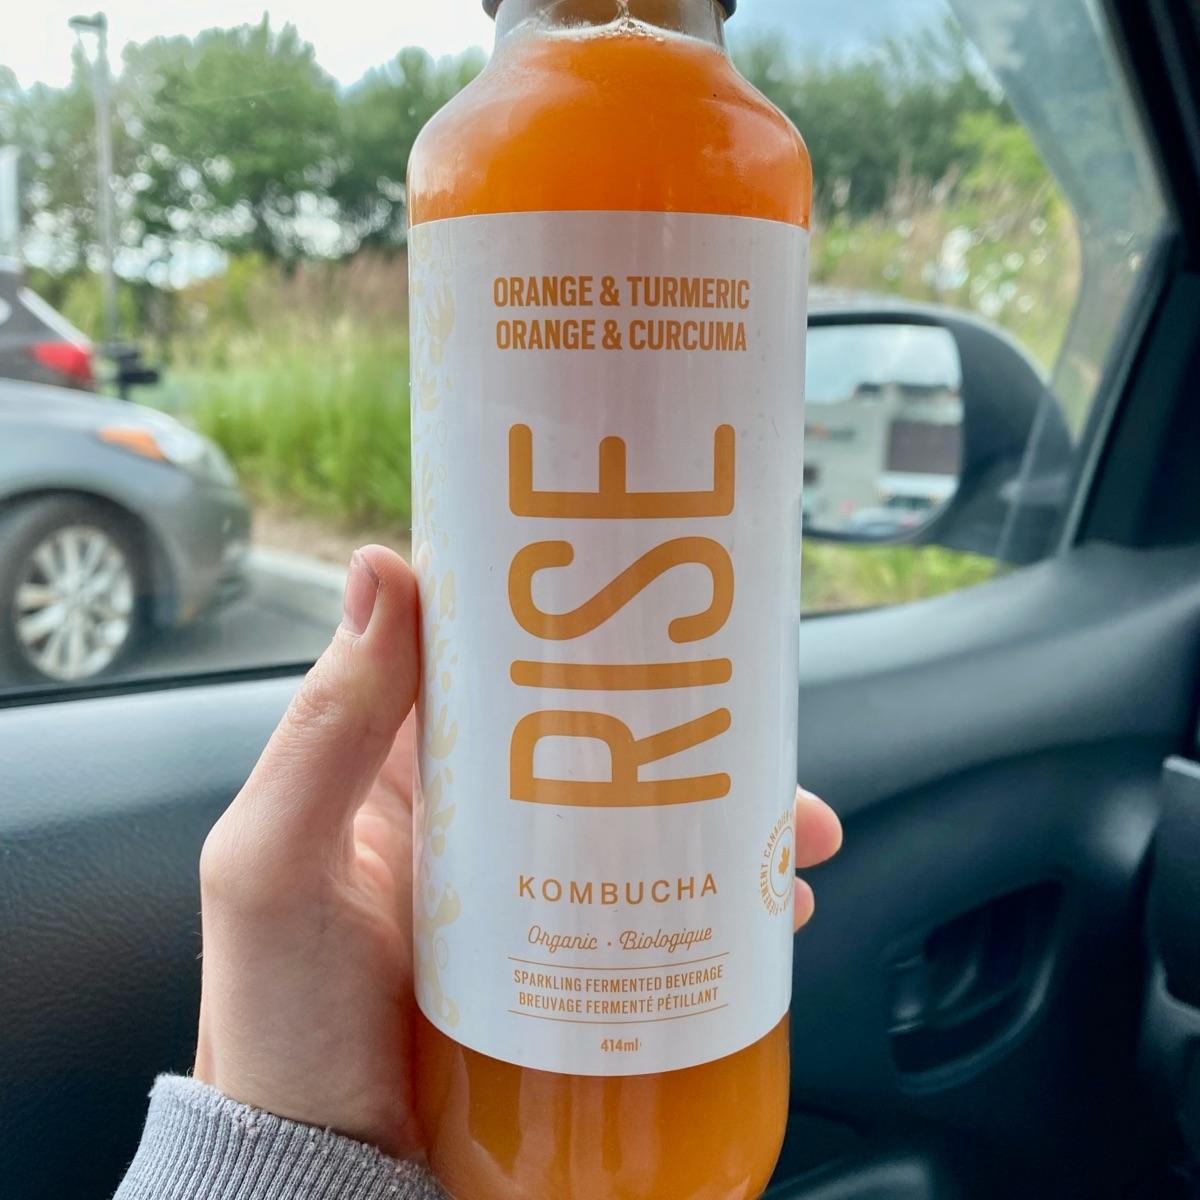 ORANGE & TURMERIC
ORANGE & CURCUMA
RISE
KOMBUCHA
Organic • Biologique
SPARKLING FERMENTED BEVERAGE
BREUVAGE FERMENTÉ PÉTILLANT
414ml